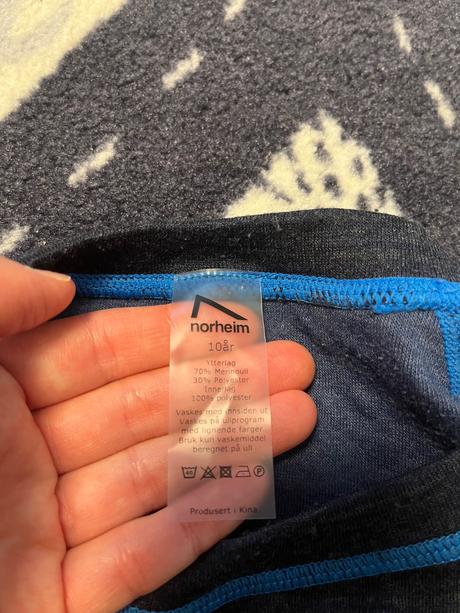 norheim
10år
Ytterlag
70% Merinoull
30% Polyester
Innerlag
100% polyester
Vaskes med innsiden ut
Vaskes på ullprogram
med lignende farger
Bruk kun vaskemiddel
beregnet på ull
40 P
Produsert i Kina